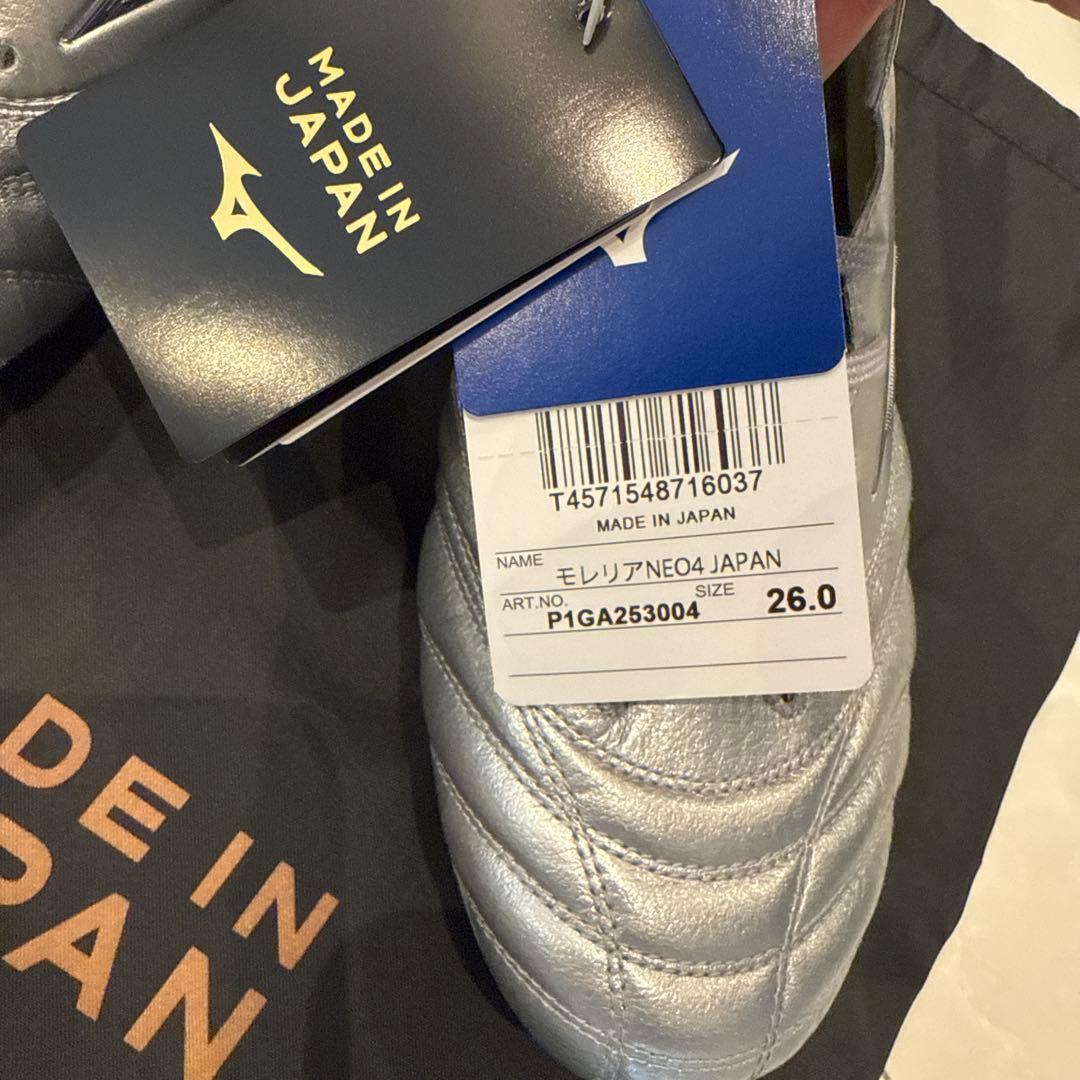 MADE IN
JAPAN
T4571548716037
MADE IN JAPAN
NAME モレリアNEO4 JAPAN
ART.NO. P1GA253004 SIZE 26.0
DE IN
PAN